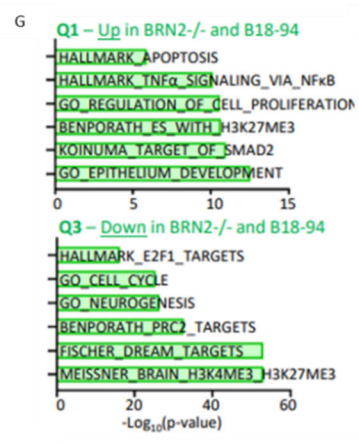 G
Q1 – Up in BRN2-/- and B18-94
HALLMARK_APOPTOSIS
HALLMARK_TNFα_SIGNALING_VIA_NFκB
GO_REGULATION_OF_CELL_PROLIFERATION
BENPORATH_ES_WITH_H3K27ME3
KOINUMA_TARGET_OF_SMAD2
GO_EPITHELIUM_DEVELOPMENT
0 5 10 15
Q3 – Down in BRN2-/- and B18-94
HALLMARK_E2F1_TARGETS
GO_CELL_CYCLE
GO_NEUROGENESIS
BENPORATH_PRC2_TARGETS
FISCHER_DREAM_TARGETS
MEISSNER_BRAIN_H3K4ME3_H3K27ME3
0 20 40 60
-Log10(p-value)